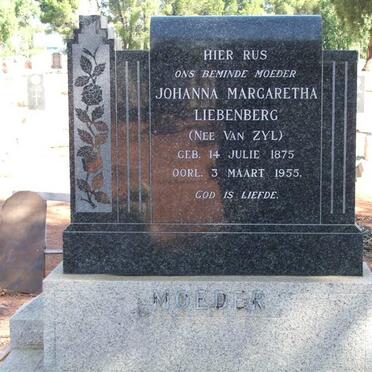 HIER RUS
ONS BEMINDE MOEDER
JOHANNA MARGARETHA
LIEBENBERG
(NEE VAN ZYL)
GEB. 14 JULIE 1875
OORL. 3 MAART 1955.
GOD IS LIEFDE.
MOEDER